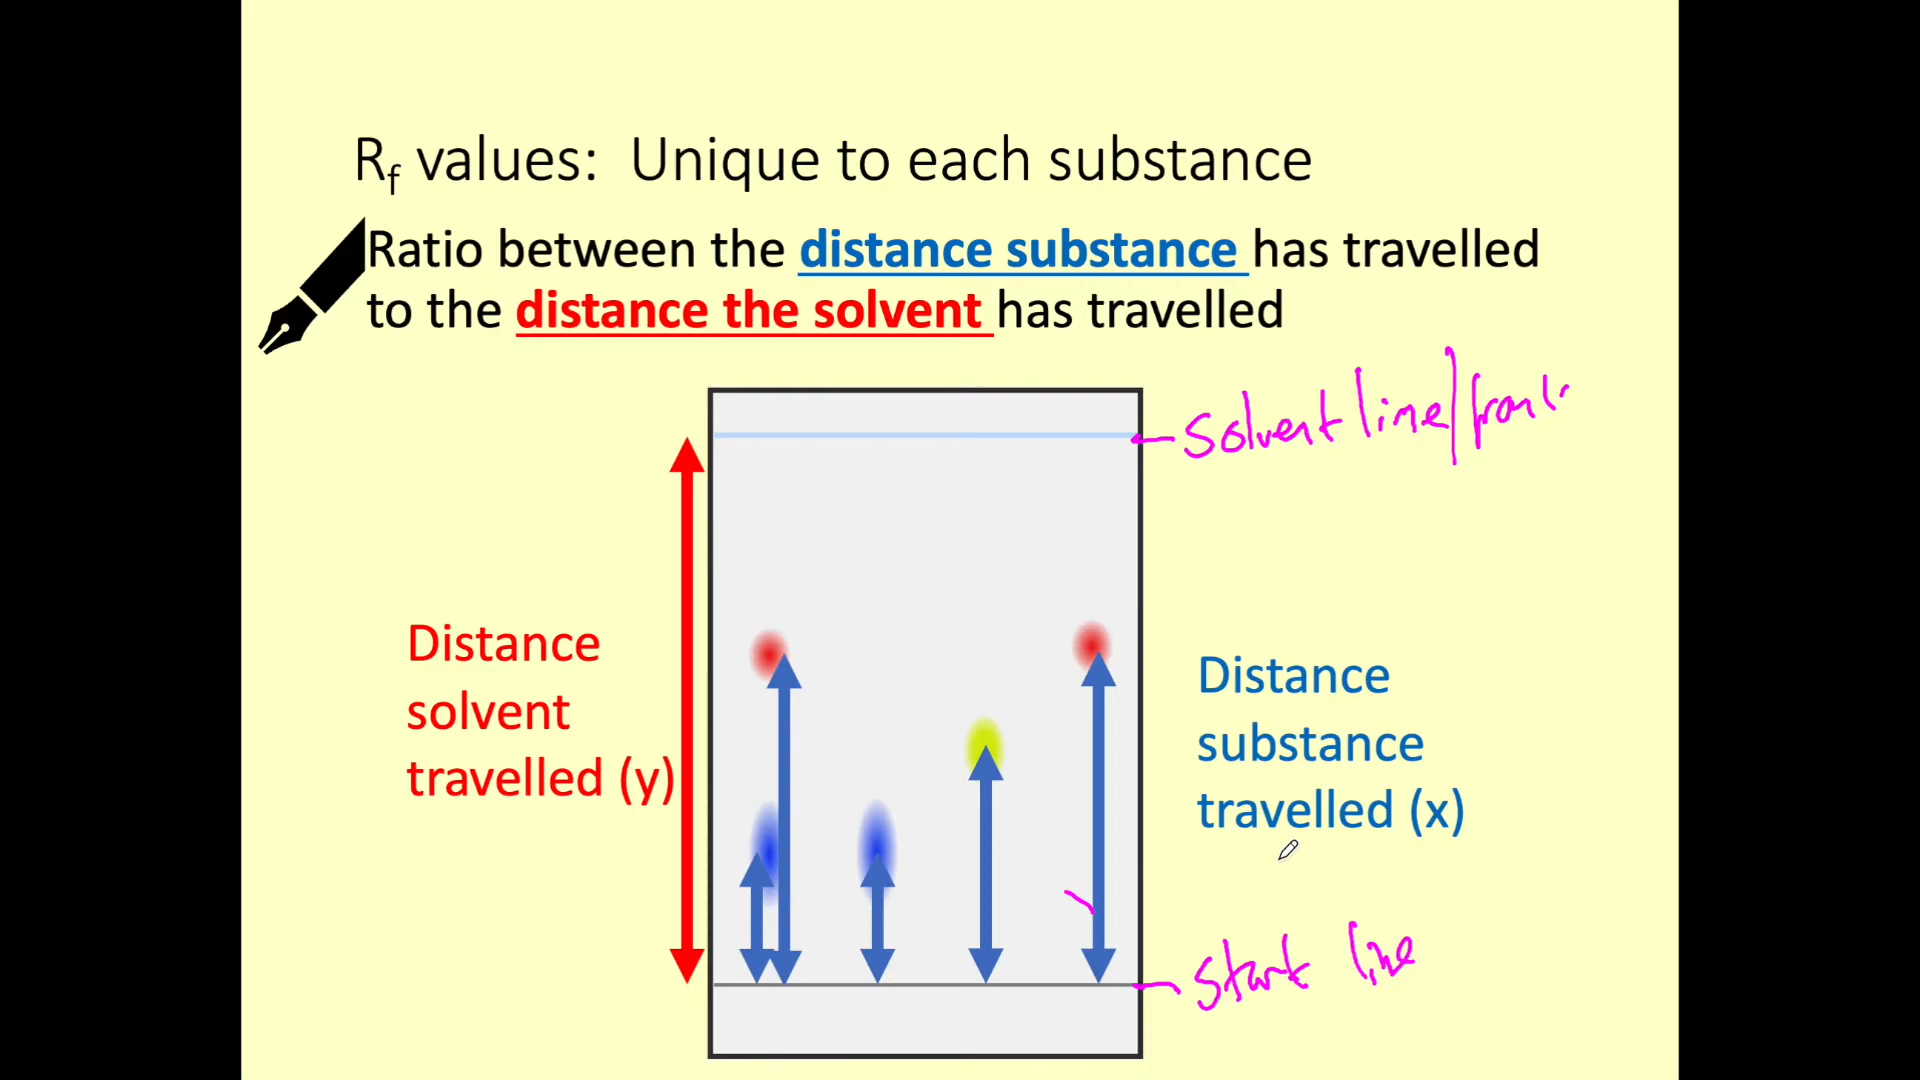 Rf values: Unique to each substance
Ratio between the distance substance has travelled
to the distance the solvent has travelled
Solvent line/front
Distance
solvent
travelled (y)
Distance
substance
travelled (x)
Start line